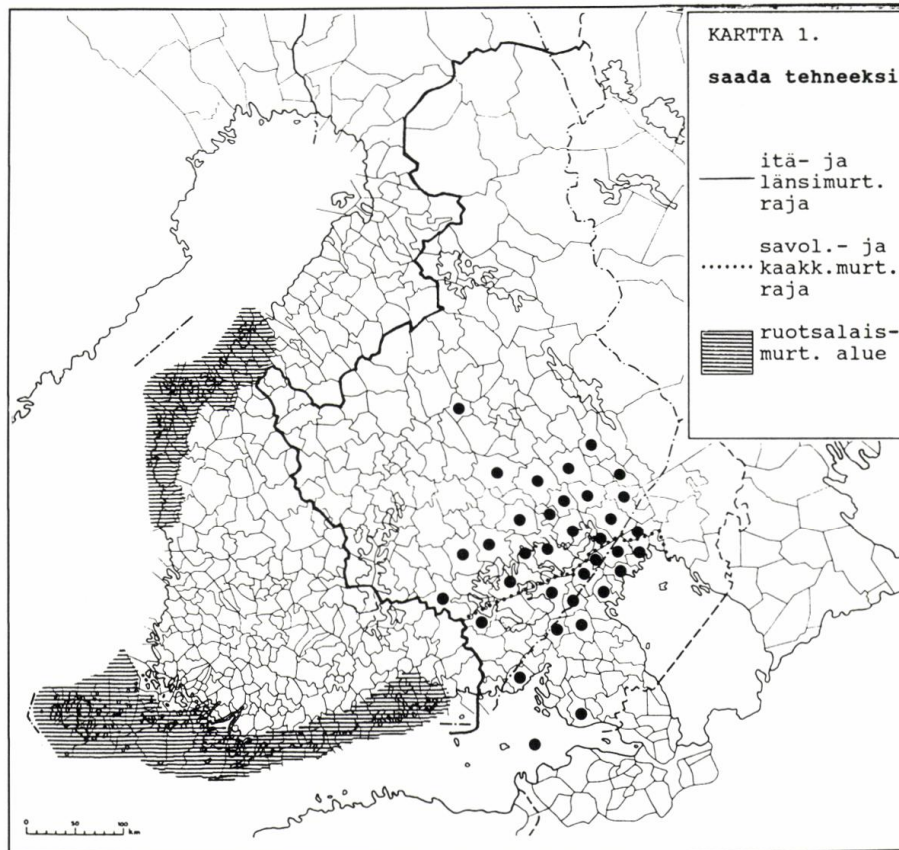 KARTTA 1.
saada tehneeksi
itä- ja
länsimurt.
raja
savol.- ja
kaakk.murt.
raja
ruotsalais-
murt. alue
0 50 100
km